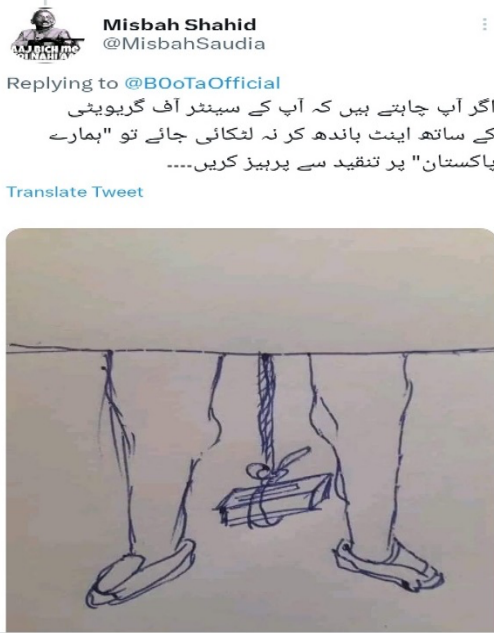 Misbah Shahid
@MisbahSaudia
Replying to @B0oTaOfficial
اگر آپ چاہتے ہیں کہ آپ کے سینٹر آف گریویٹی
کے ساتھ اینٹ باندھ کر نہ لٹکائی جائے تو "ہمارے
پاکستان" پر تنقید سے پرہیز کریں....
Translate Tweet